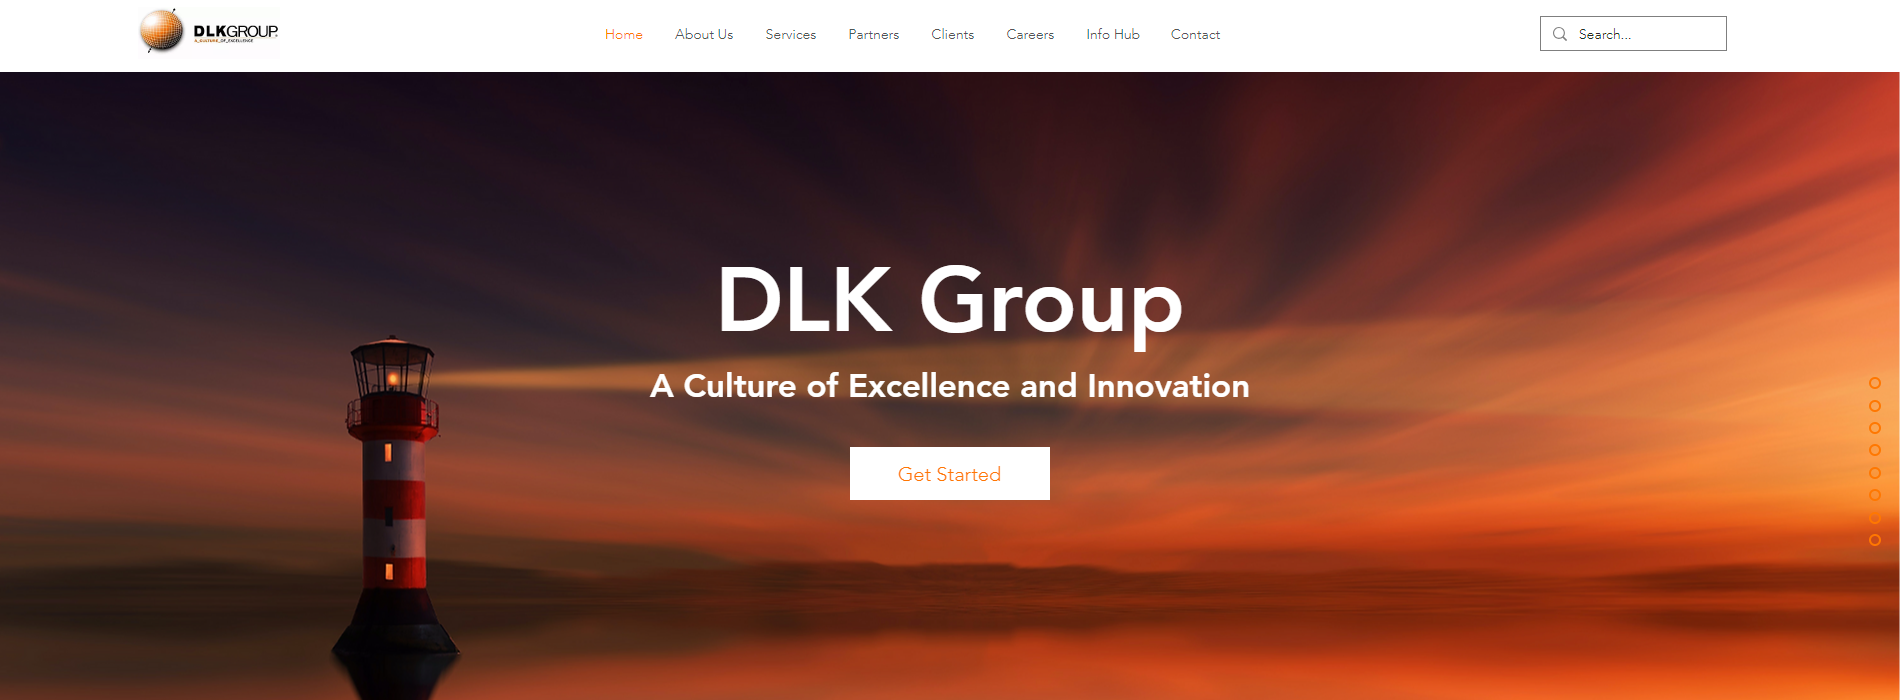 DLKGROUP
A_CULTURE_OF_EXCELLENCE
Home About Us Services Partners Clients Careers Info Hub Contact
Search...
DLK Group
A Culture of Excellence and Innovation
Get Started